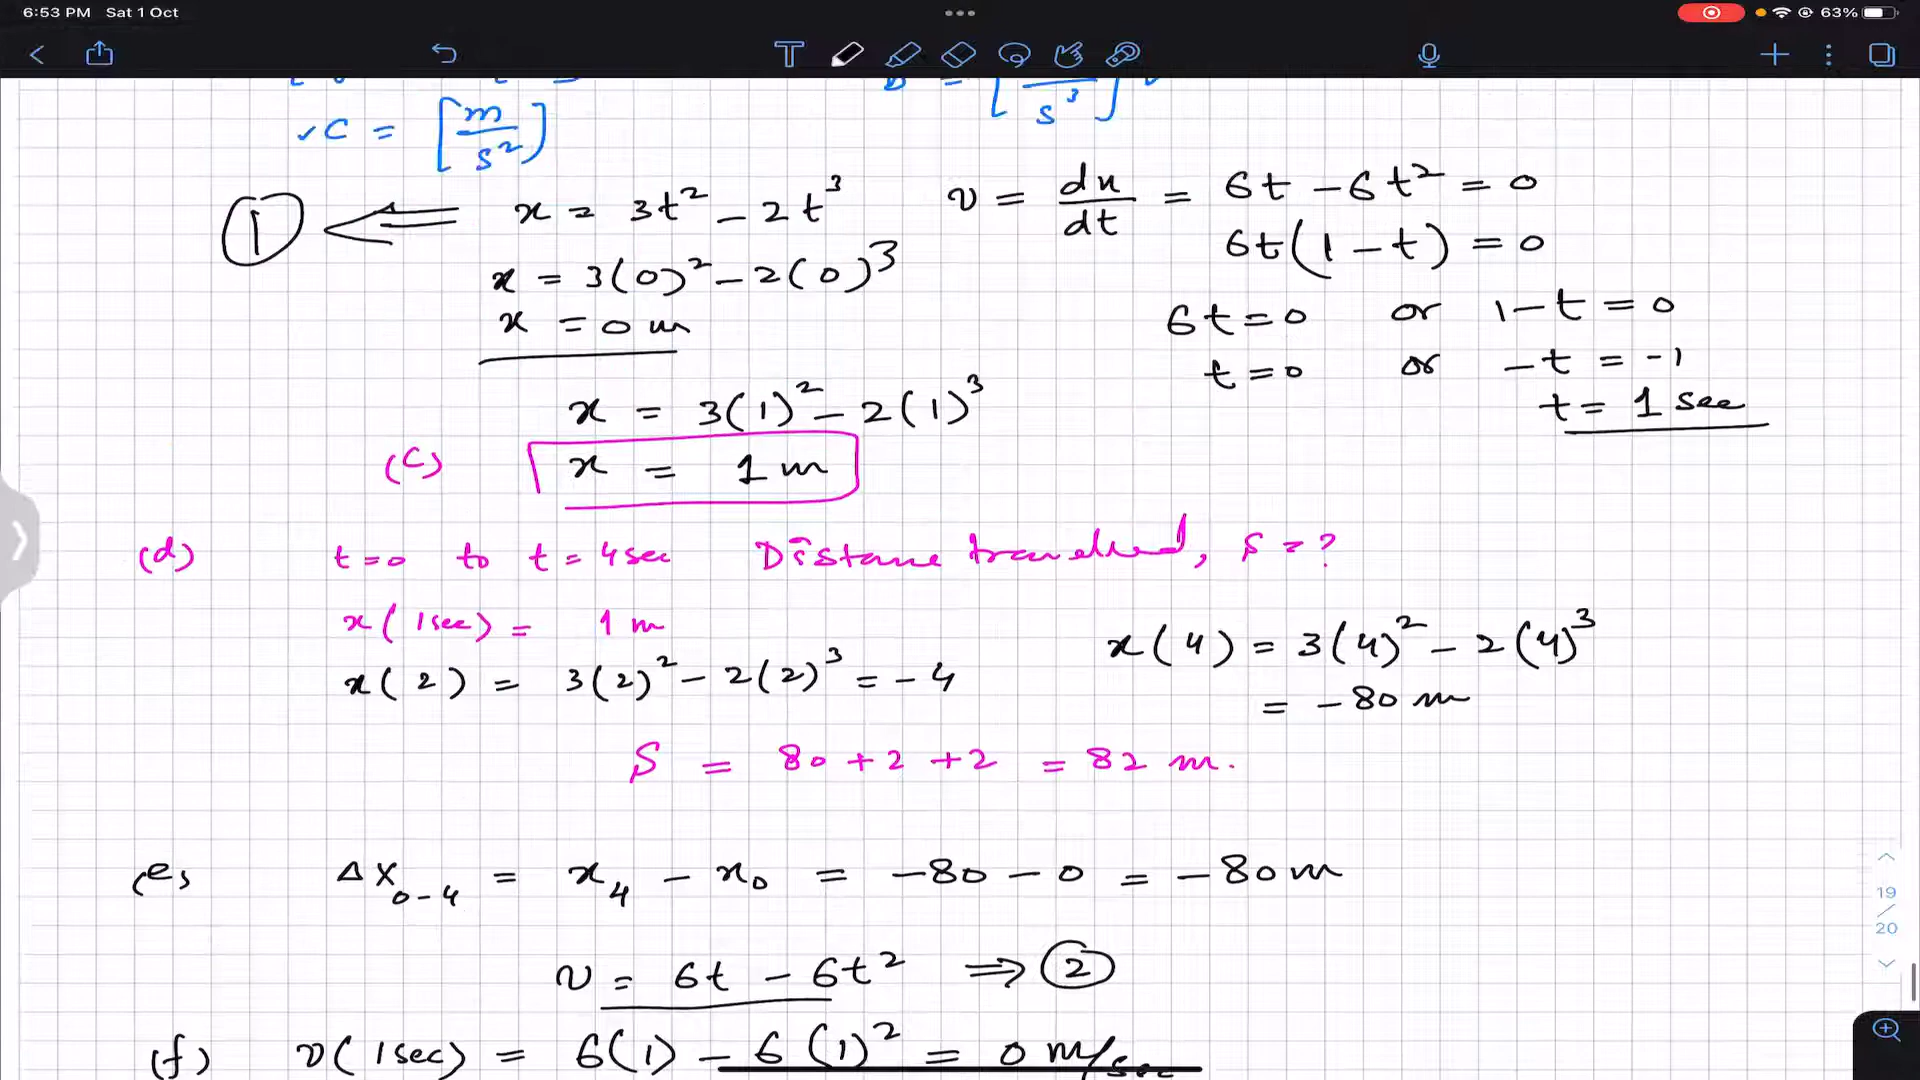 6:53 PM Sat 1 Oct
63%
✓ C = [m/s²]
s³
① ⇐ x = 3t² - 2t³
x = 3(0)² - 2(0)³
x = 0 m
v = dx/dt = 6t - 6t² = 0
6t(1 - t) = 0
6t = 0 or 1 - t = 0
t = 0 or -t = -1
t = 1 sec
x = 3(1)² - 2(1)³
(c) x = 1 m
(d) t = 0 to t = 4 sec Distance travelled, S = ?
x(1sec) = 1 m
x(2) = 3(2)² - 2(2)³ = -4
x(4) = 3(4)² - 2(4)³
= -80 m
S = 80 + 2 + 2 = 82 m.
(e) Δx₀₋₄ = x₄ - x₀ = -80 - 0 = -80 m
v = 6t - 6t² ⇒ ②
(f) v(1sec) = 6(1) - 6(1)² = 0 m/sec
19
/
20